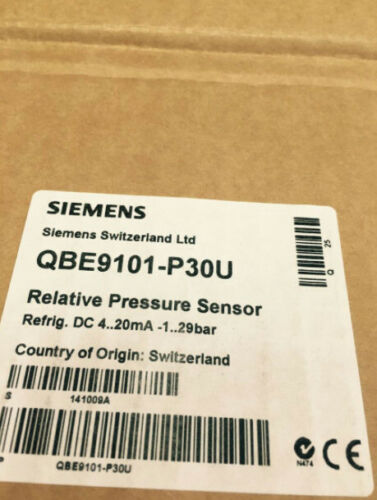 SIEMENS
Siemens Switzerland Ltd
QBE9101-P30U
Relative Pressure Sensor
Refrig. DC 4..20mA -1..29bar
Country of Origin: Switzerland
S 141009A
QBE9101-P30U
25
Q
N474
CE